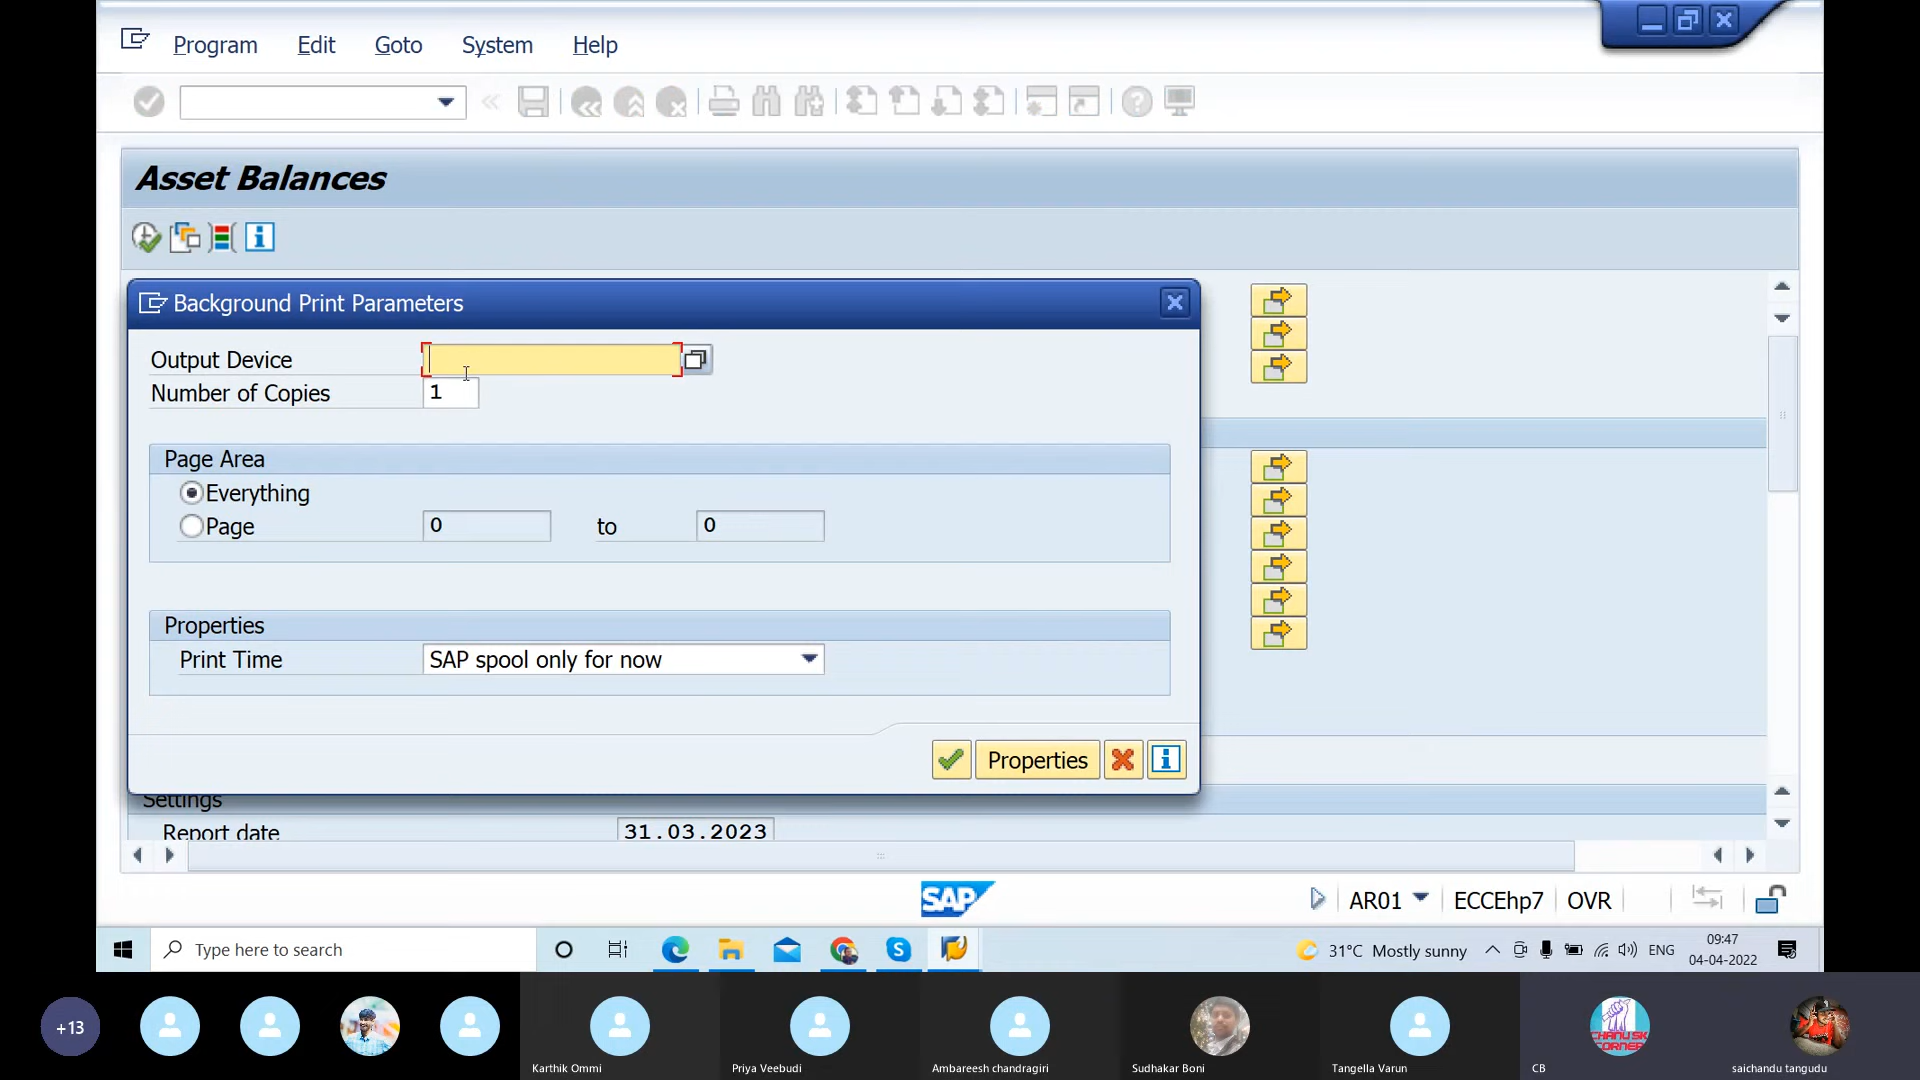 Program Edit Goto System Help
Asset Balances
Background Print Parameters
Output Device
Number of Copies 1
Page Area
Everything
Page 0 to 0
Properties
Print Time SAP spool only for now
Properties
Settings
Report date 31.03.2023
SAP AR01 ECCEhp7 OVR
Type here to search 31°C Mostly sunny ENG 09:47
04-04-2022
+13
CHANU SK
CORNER
Karthik Ommi Priya Veebudi Ambareesh chandragiri Sudhakar Boni Tangella Varun CB saichandu tangudu